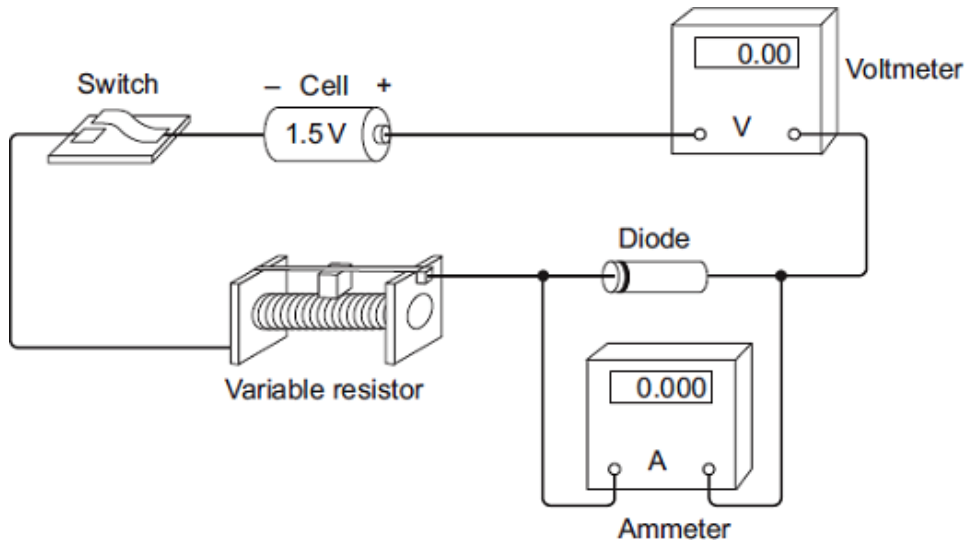 0.00
Voltmeter
V
Switch
– Cell +
1.5 V
Diode
Variable resistor
0.000
A
Ammeter